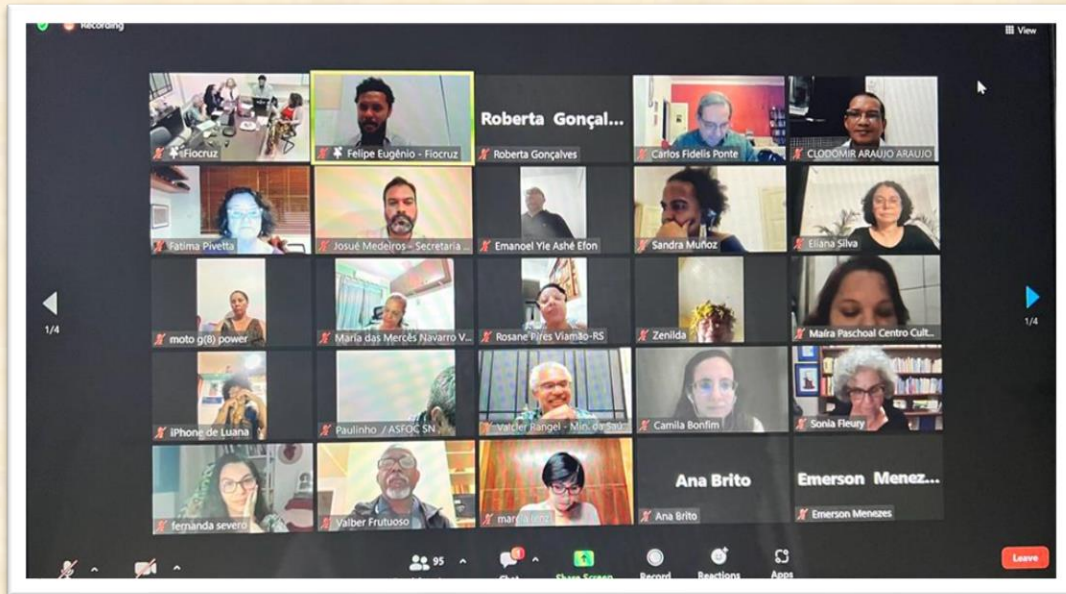 Recording
View
Roberta Gonçal...
Fiocruz
Felipe Eugênio - Fiocruz
Roberta Gonçalves
Carlos Fidelis Ponte
CLODOMIR ARAUJO ARAUJO
Fatima Pivetta
Josué Medeiros - Secretaria ...
Emanoel Yle Ashé Efon
Sandra Muñoz
Eliana Silva
1/4
1/4
moto g(8) power
Maria das Mercês Navarro V...
Rosane Pires Viamão-RS
Zenilda
Maíra Paschoal Centro Cult...
iPhone de Luana
Paulinho / ASFOC SN
Valcler Rangel - Min. da Saú...
Camila Bonfim
Sonia Fleury
Ana Brito
Emerson Menez...
fernanda severo
Valber Frutuoso
Ana Brito
Emerson Menezes
95
1
Chat
Share Screen
Record
Reactions
Apps
Leave